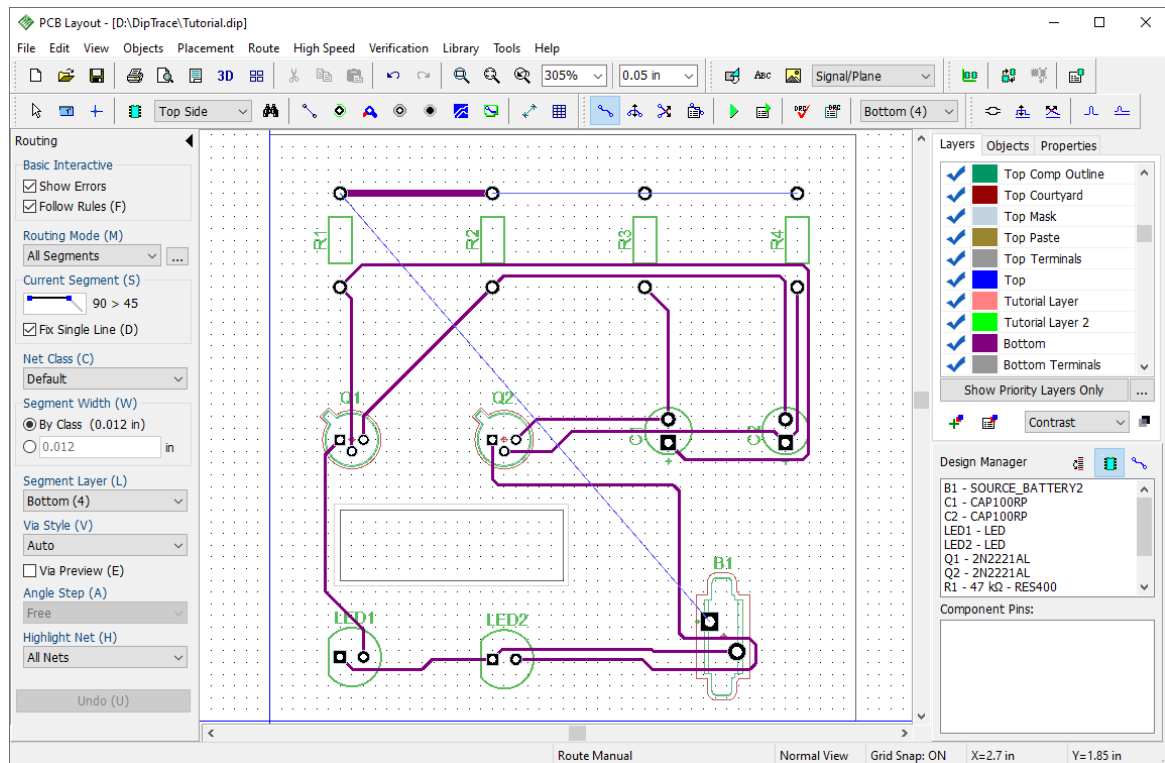 PCB Layout - [D:\DipTrace\Tutorial.dip]
File Edit View Objects Placement Route High Speed Verification Library Tools Help
3D 305% 0.05 in ABC Signal/Plane
Top Side Bottom (4)
Routing
Basic Interactive
Show Errors
Follow Rules (F)
Routing Mode (M)
All Segments ...
Current Segment (S)
90 > 45
Fix Single Line (D)
Net Class (C)
Default
Segment Width (W)
By Class (0.012 in)
0.012 in
Segment Layer (L)
Bottom (4)
Via Style (V)
Auto
Via Preview (E)
Angle Step (A)
Free
Highlight Net (H)
All Nets
Undo (U)
R1 R2 R3 R4
Q1 Q2
C1 C2
+ +
B1
LED1 LED2
Layers Objects Properties
Top Comp Outline
Top Courtyard
Top Mask
Top Paste
Top Terminals
Top
Tutorial Layer
Tutorial Layer 2
Bottom
Bottom Terminals
Show Priority Layers Only ...
Contrast
Design Manager
B1 - SOURCE_BATTERY2
C1 - CAP100RP
C2 - CAP100RP
LED1 - LED
LED2 - LED
Q1 - 2N2221AL
Q2 - 2N2221AL
R1 - 47 kΩ - RES400
Component Pins:
Route Manual Normal View Grid Snap: ON X=2.7 in Y=1.85 in